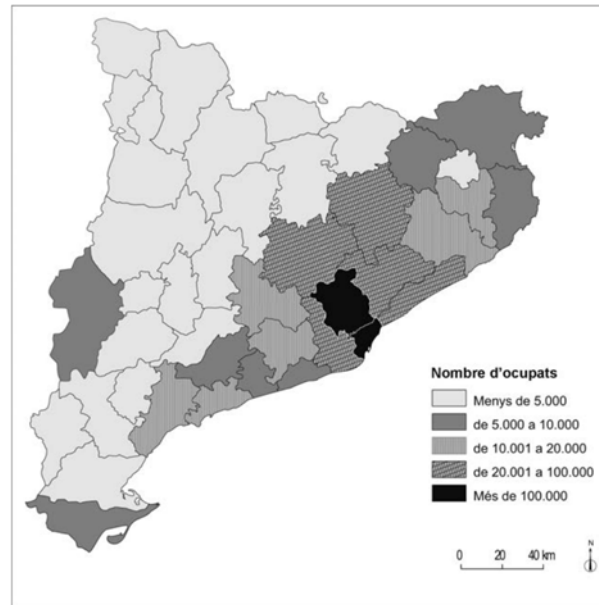 Nombre d'ocupats
Menys de 5.000
de 5.000 a 10.000
de 10.001 a 20.000
de 20.001 a 100.000
Més de 100.000
0 20 40 km
N